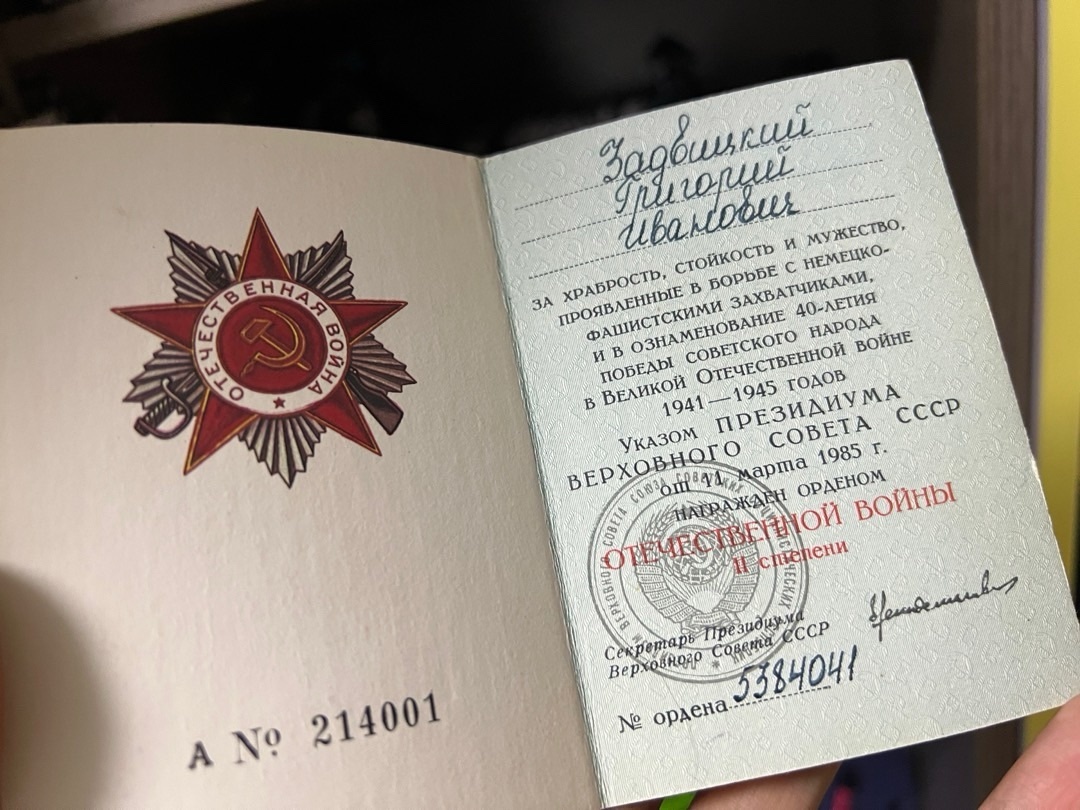 ОТЕЧЕСТВЕННАЯ ВОЙНА
А № 214001
Задвицкий
Григорий
Иванович
ЗА ХРАБРОСТЬ, СТОЙКОСТЬ И МУЖЕСТВО,
ПРОЯВЛЕННЫЕ В БОРЬБЕ С НЕМЕЦКО-
ФАШИСТСКИМИ ЗАХВАТЧИКАМИ,
И В ОЗНАМЕНОВАНИЕ 40-ЛЕТИЯ
ПОБЕДЫ СОВЕТСКОГО НАРОДА
В ВЕЛИКОЙ ОТЕЧЕСТВЕННОЙ ВОЙНЕ
1941—1945 ГОДОВ
УКАЗОМ ПРЕЗИДИУМА
ВЕРХОВНОГО СОВЕТА СССР
от 11 марта 1985 г.
НАГРАЖДЕН ОРДЕНОМ
ОТЕЧЕСТВЕННОЙ ВОЙНЫ
II степени
Секретарь Президиума
Верховного Совета СССР
№ ордена 5384041